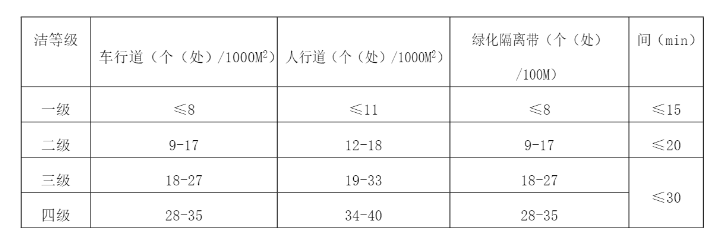 洁等级 车行道（个（处）/1000M²） 人行道（个（处）/1000M²） 绿化隔离带（个（处） 间（min）
/100M）
一级 ≤8 ≤11 ≤8 ≤15
二级 9-17 12-18 9-17 ≤20
三级 18-27 19-33 18-27 ≤30
四级 28-35 34-40 28-35